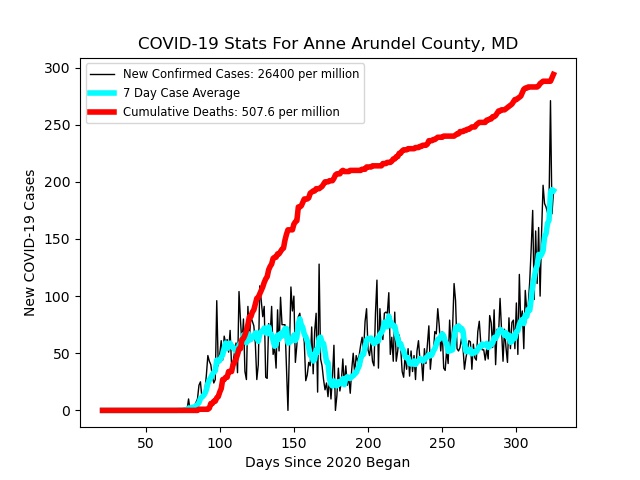 COVID-19 Stats For Anne Arundel County, MD
New Confirmed Cases: 26400 per million
7 Day Case Average
Cumulative Deaths: 507.6 per million
New COVID-19 Cases
300
250
200
150
100
50
0
50 100 150 200 250 300
Days Since 2020 Began